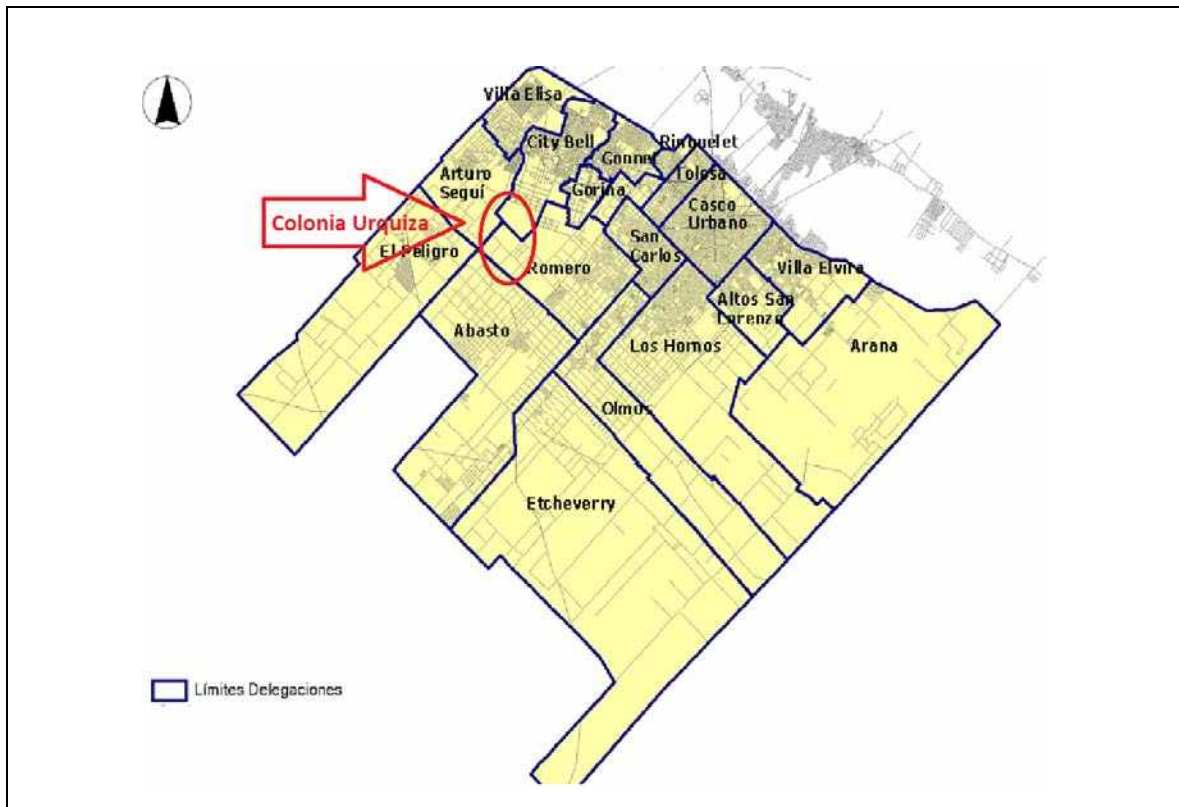 Villa Elisa
City Bell
Gonnet
Ringuelet
Tolosa
Arturo
Seguí
Gorina
Casco
Urbano
Colonia Urquiza
El Peligro
San
Carlos
Romero
Villa Elvira
Altos San
Lorenzo
Abasto
Los Hornos
Arana
Olmos
Etcheverry
Límites Delegaciones